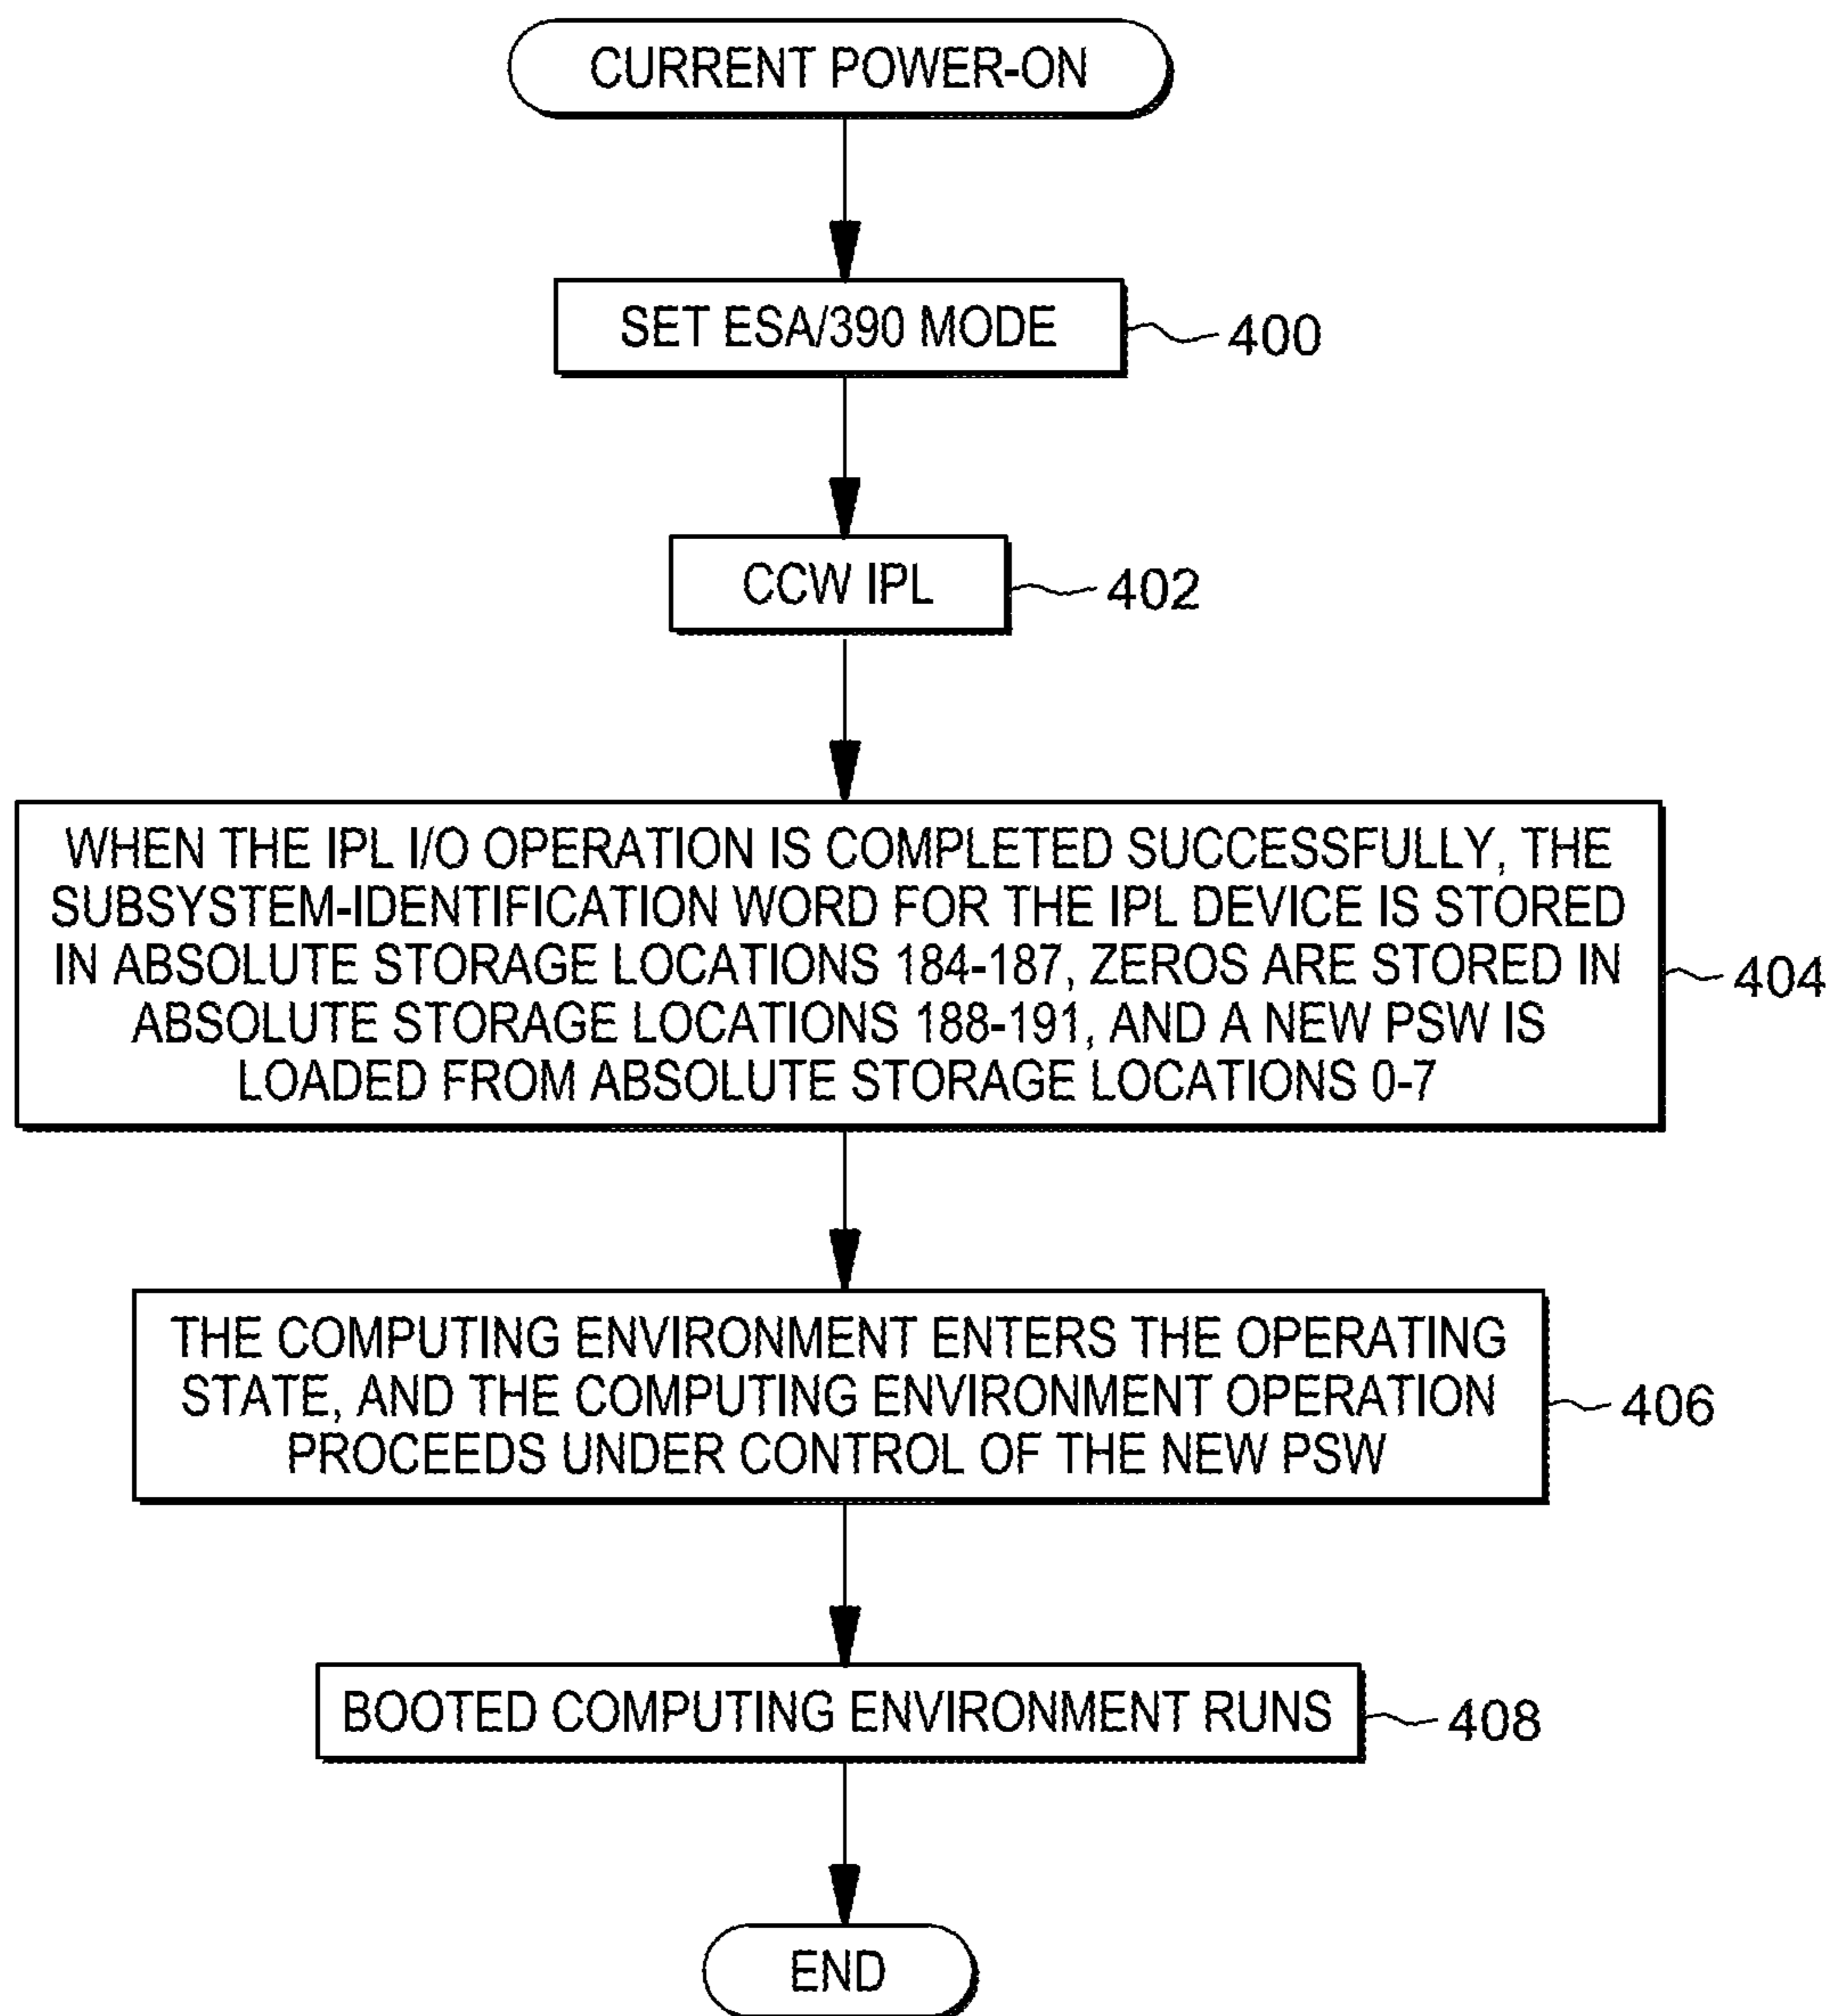 CURRENT POWER-ON
SET ESA/390 MODE
400
CCW IPL
402
WHEN THE IPL I/O OPERATION IS COMPLETED SUCCESSFULLY, THE
SUBSYSTEM-IDENTIFICATION WORD FOR THE IPL DEVICE IS STORED
IN ABSOLUTE STORAGE LOCATIONS 184-187, ZEROS ARE STORED IN
ABSOLUTE STORAGE LOCATIONS 188-191, AND A NEW PSW IS
LOADED FROM ABSOLUTE STORAGE LOCATIONS 0-7
404
THE COMPUTING ENVIRONMENT ENTERS THE OPERATING
STATE, AND THE COMPUTING ENVIRONMENT OPERATION
PROCEEDS UNDER CONTROL OF THE NEW PSW
406
BOOTED COMPUTING ENVIRONMENT RUNS
408
END